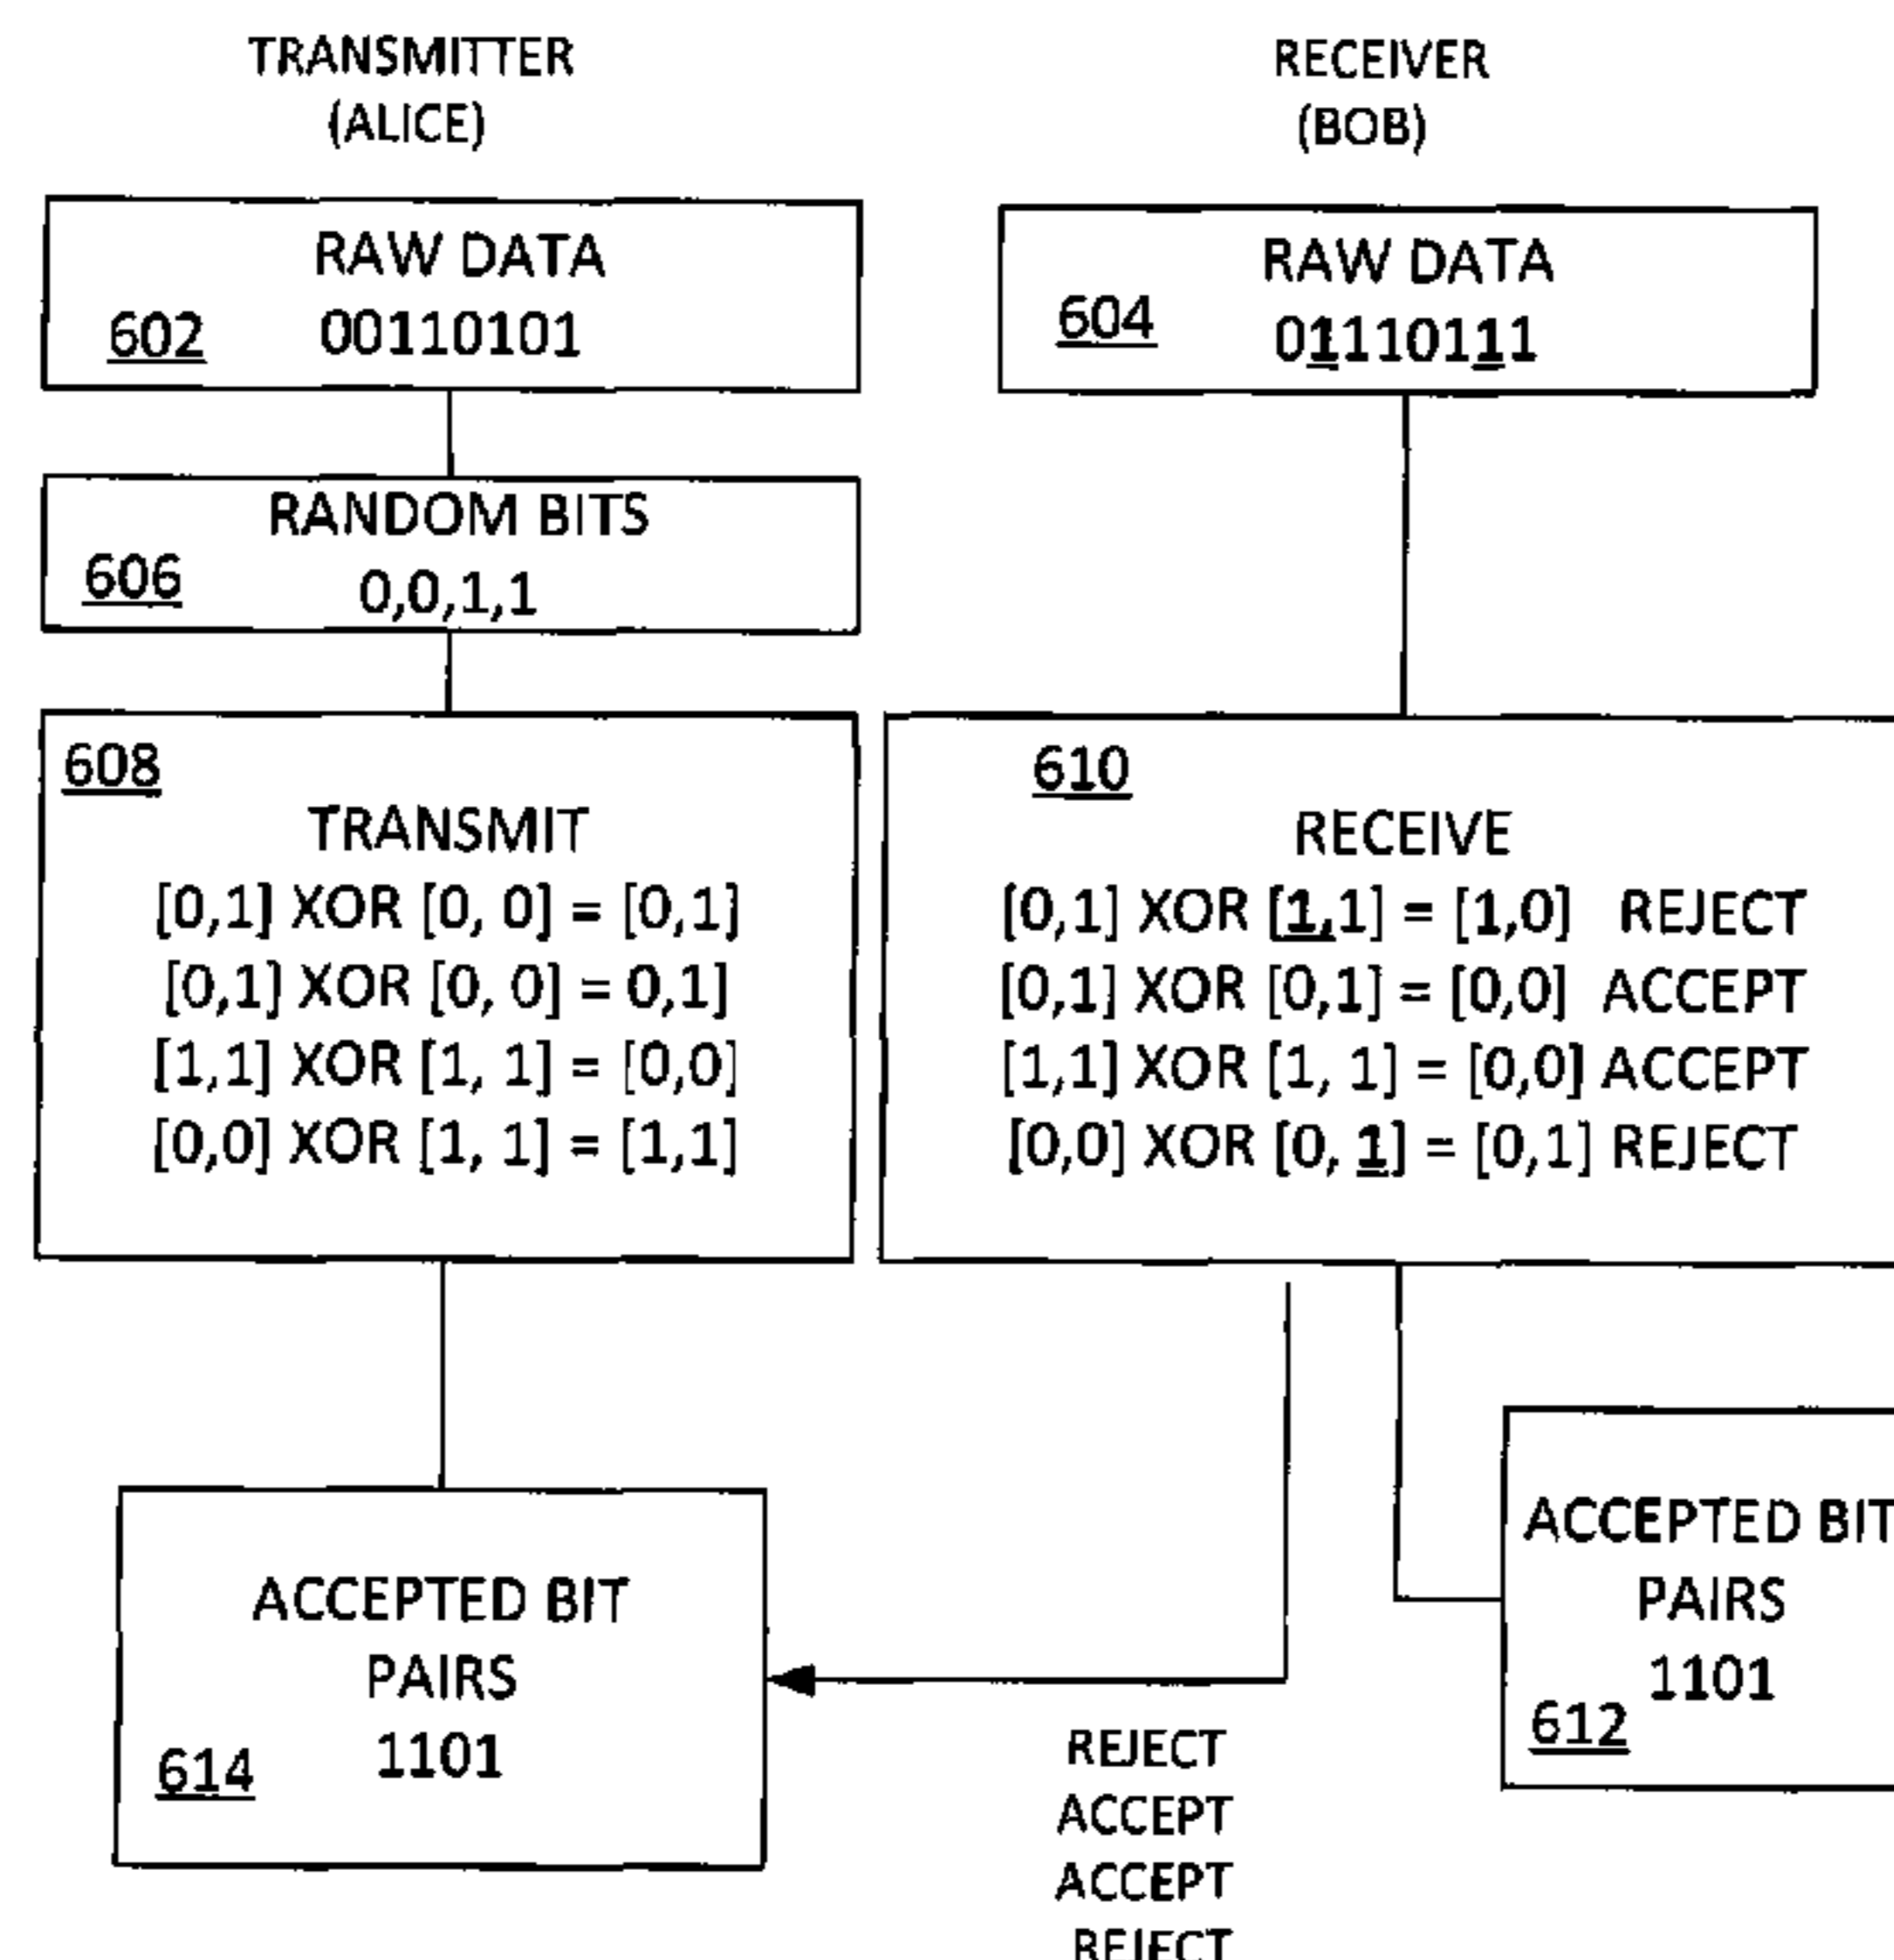 TRANSMITTER
(ALICE)
RECEIVER
(BOB)
RAW DATA
602 00110101
RAW DATA
604 01110111
RANDOM BITS
606 0,0,1,1
608
TRANSMIT
[0,1] XOR [0, 0] = [0,1]
[0,1] XOR [0, 0] = 0,1]
[1,1] XOR [1, 1] = [0,0]
[0,0] XOR [1, 1] = [1,1]
610
RECEIVE
[0,1] XOR [1,1] = [1,0] REJECT
[0,1] XOR [0,1] = [0,0] ACCEPT
[1,1] XOR [1, 1] = [0,0] ACCEPT
[0,0] XOR [0, 1] = [0,1] REJECT
ACCEPTED BIT
PAIRS
1101
614
ACCEPTED BIT
PAIRS
1101
612
REJECT
ACCEPT
ACCEPT
REJECT